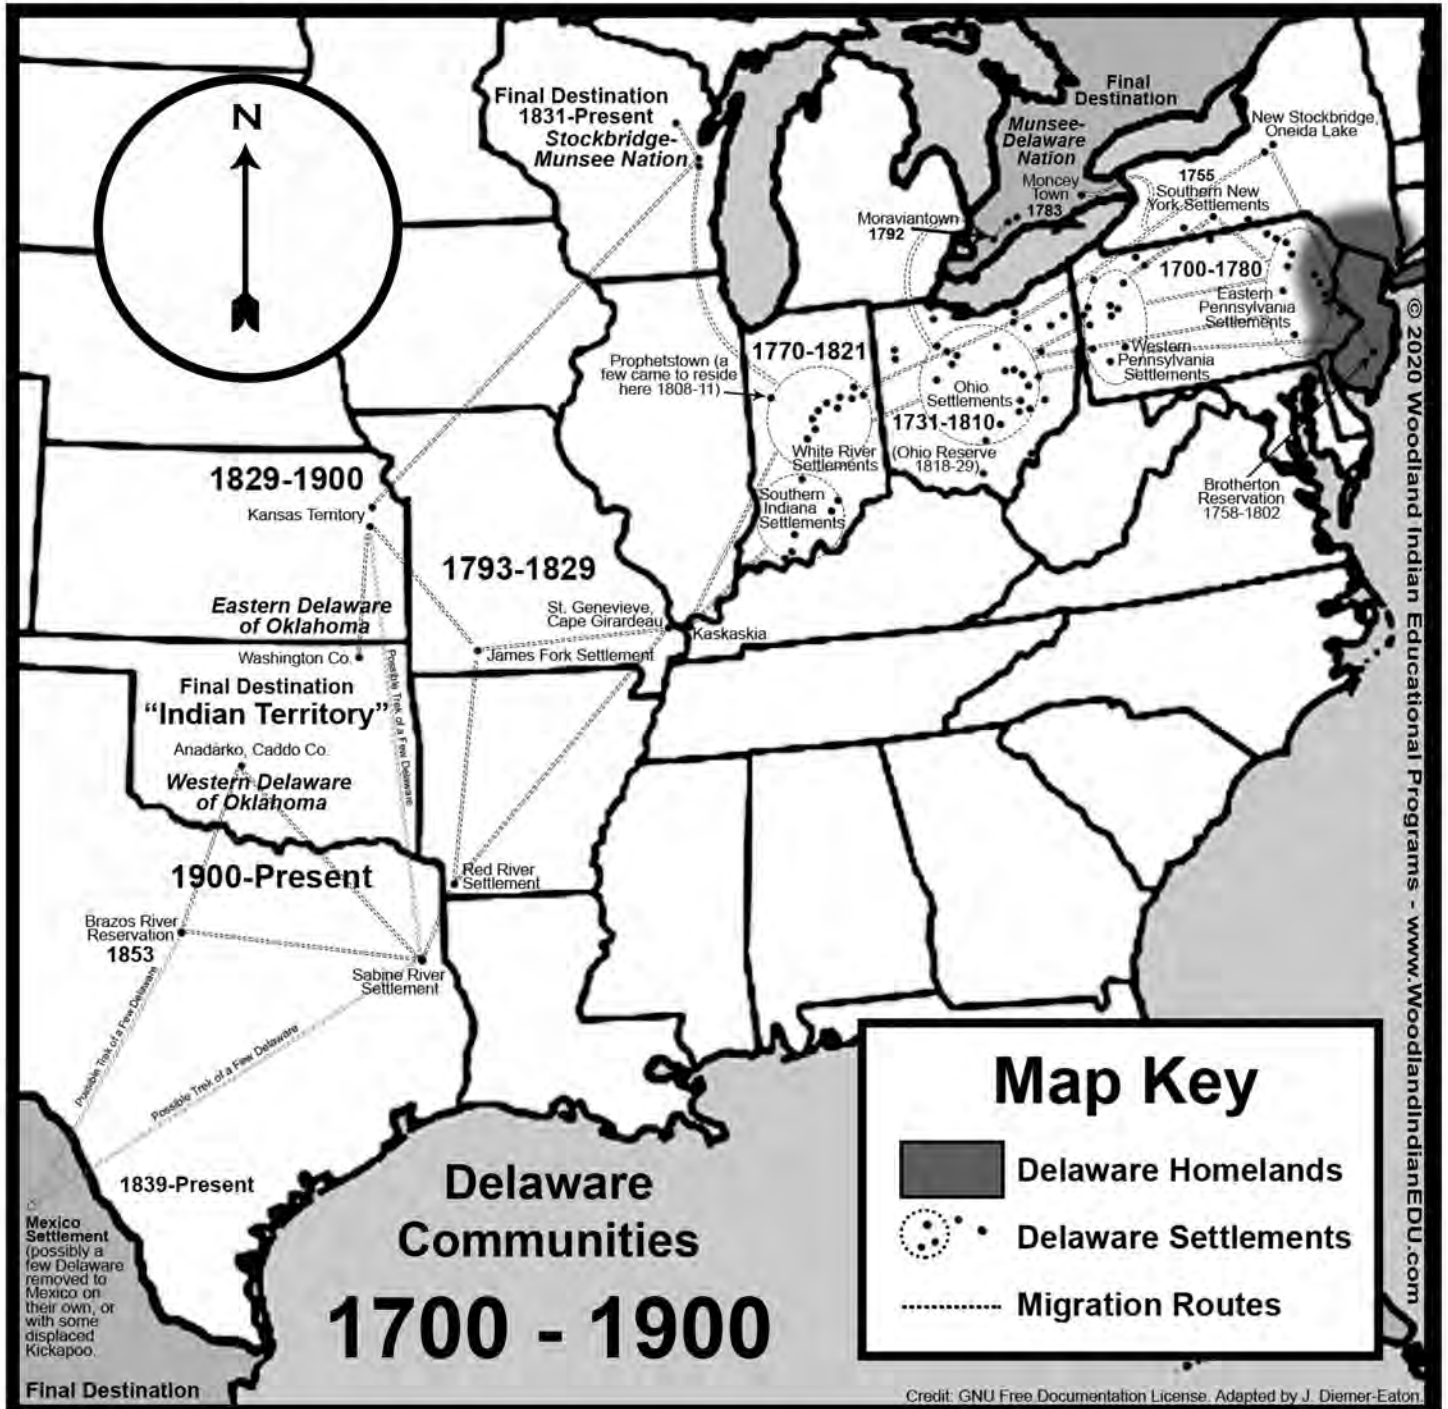 N
Final Destination
1831-Present
Stockbridge-
Munsee Nation
Final
Destination
Munsee-
Delaware
Nation
Moncey
Town
1783
Moraviantown
1792
New Stockbridge,
Oneida Lake
1755
Southern New
York Settlements
1700-1780
Eastern
Pennsylvania
Settlements
Western
Pennsylvania
Settlements
Prophetstown (a
few came to reside
here 1808-11)
1770-1821
White River
Settlements
Southern
Indiana
Settlements
Ohio
Settlements
1731-1810
(Ohio Reserve
1818-29)
Brotherton
Reservation
1758-1802
1829-1900
Kansas Territory
1793-1829
St. Genevieve,
Cape Girardeau
Kaskaskia
James Fork Settlement
Eastern Delaware
of Oklahoma
Washington Co.
Final Destination
“Indian Territory”
Anadarko, Caddo Co.
Western Delaware
of Oklahoma
Possible Trek of a Few Delaware
1900-Present
Red River
Settlement
Brazos River
Reservation
1853
Sabine River
Settlement
Possible Trek of a Few Delaware
Possible Trek of a Few Delaware
1839-Present
Mexico
Settlement
(possibly a
few Delaware
removed to
Mexico on
their own, or
with some
displaced
Kickapoo.
Final Destination
Delaware
Communities
1700 - 1900
Map Key
Delaware Homelands
Delaware Settlements
Migration Routes
Credit: GNU Free Documentation License. Adapted by J. Diemer-Eaton.
© 2020 Woodland Indian Educational Programs - www.WoodlandIndianEDU.com